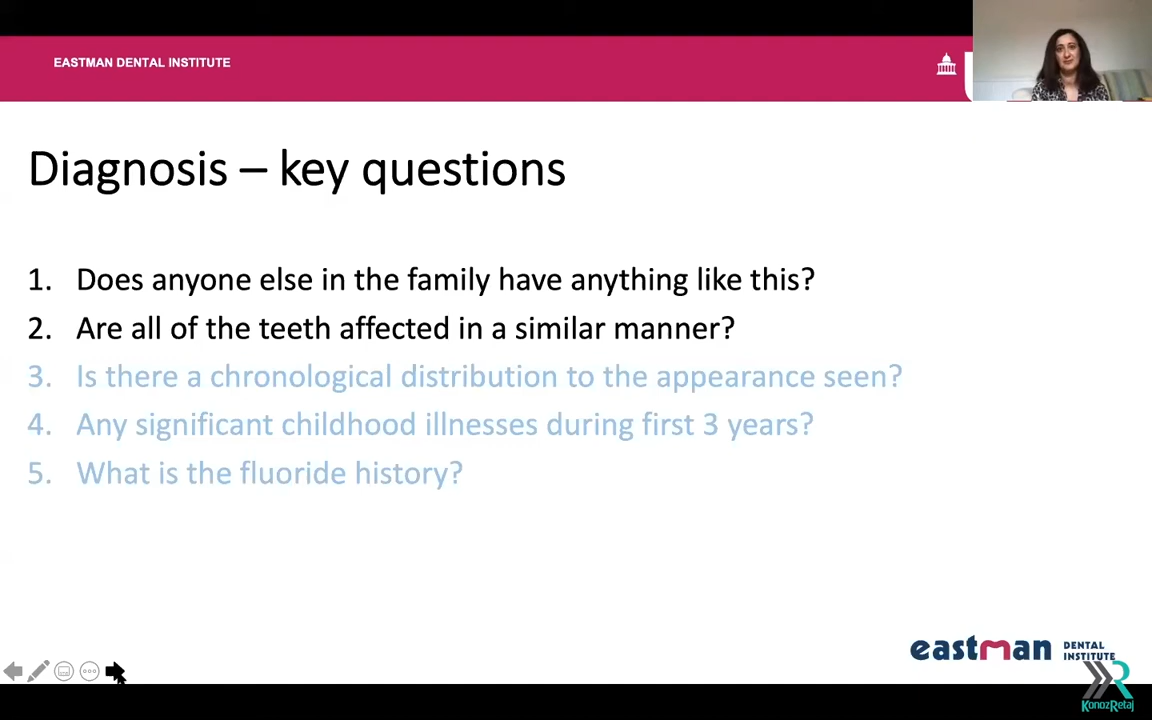 EASTMAN DENTAL INSTITUTE
Diagnosis – key questions
1. Does anyone else in the family have anything like this?
2. Are all of the teeth affected in a similar manner?
3. Is there a chronological distribution to the appearance seen?
4. Any significant childhood illnesses during first 3 years?
5. What is the fluoride history?
eastman DENTAL
INSTITUTE
KonozRetaj